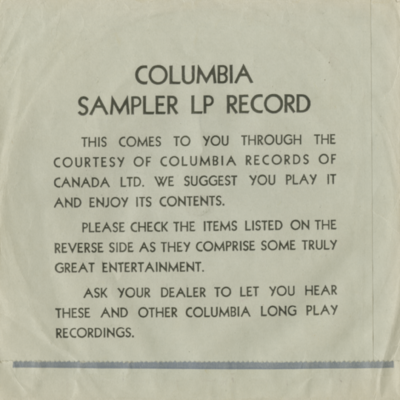 COLUMBIA
SAMPLER LP RECORD
THIS COMES TO YOU THROUGH THE
COURTESY OF COLUMBIA RECORDS OF
CANADA LTD. WE SUGGEST YOU PLAY IT
AND ENJOY ITS CONTENTS.
PLEASE CHECK THE ITEMS LISTED ON THE
REVERSE SIDE AS THEY COMPRISE SOME TRULY
GREAT ENTERTAINMENT.
ASK YOUR DEALER TO LET YOU HEAR
THESE AND OTHER COLUMBIA LONG PLAY
RECORDINGS.